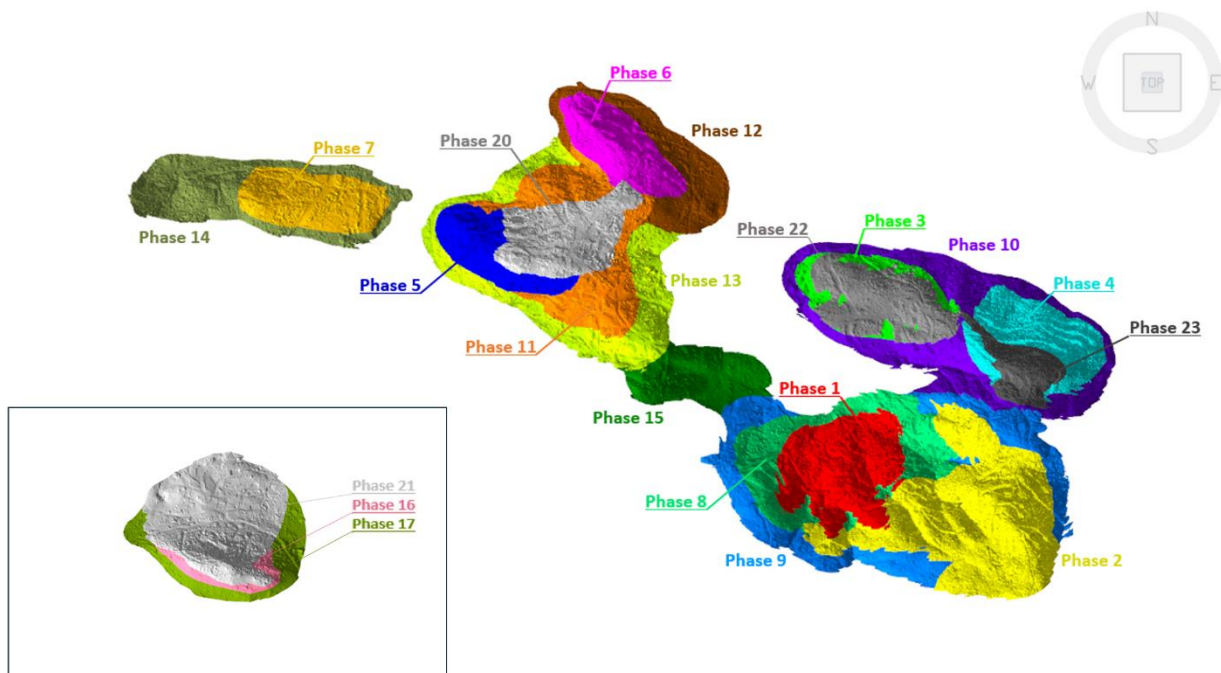 N
W
TOP
E
S
Phase 6
Phase 12
Phase 20
Phase 7
Phase 14
Phase 3
Phase 22
Phase 10
Phase 5
Phase 13
Phase 4
Phase 23
Phase 11
Phase 1
Phase 15
Phase 8
Phase 9
Phase 2
Phase 21
Phase 16
Phase 17